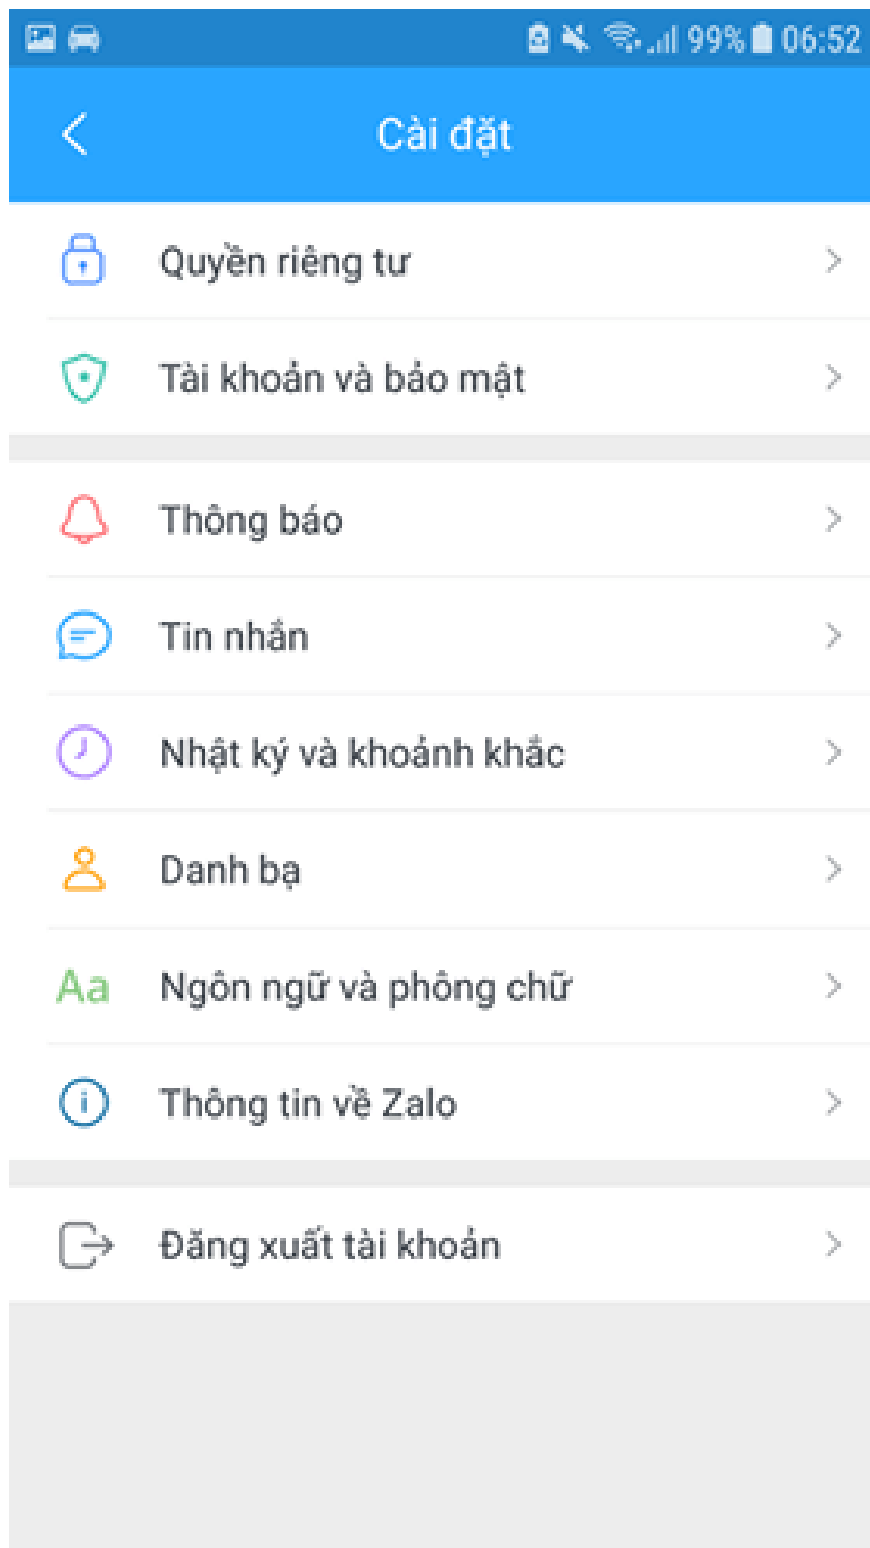 99% 06:52
Cài đặt
Quyền riêng tư
Tài khoản và bảo mật
Thông báo
Tin nhắn
Nhật ký và khoảnh khắc
Danh bạ
Aa Ngôn ngữ và phông chữ
Thông tin về Zalo
Đăng xuất tài khoản